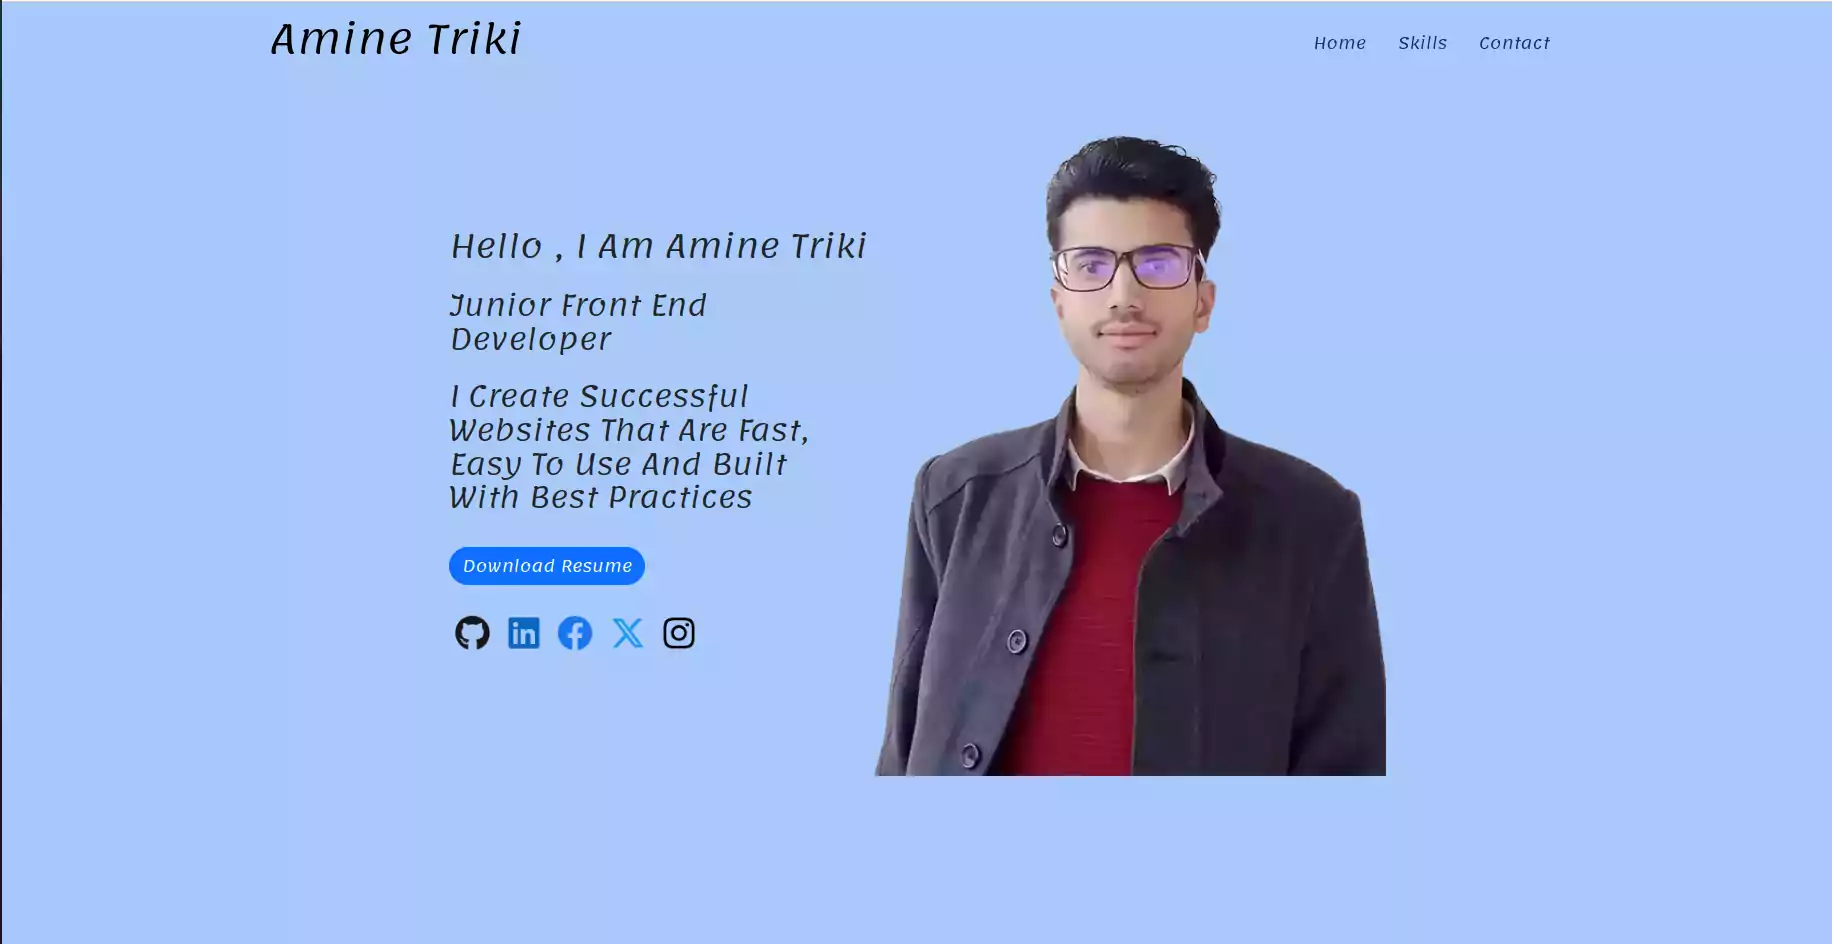 Amine Triki
Home Skills Contact
Hello , I Am Amine Triki
Junior Front End
Developer
I Create Successful
Websites That Are Fast,
Easy To Use And Built
With Best Practices
Download Resume